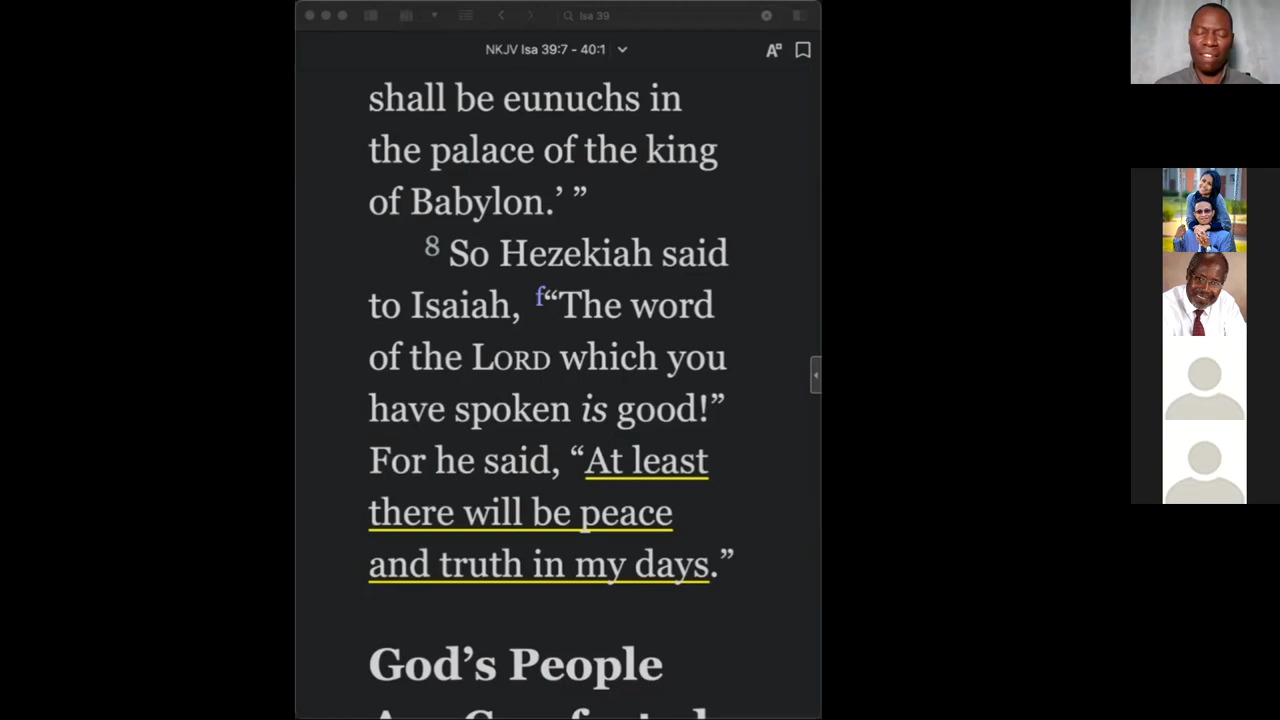 Isa 39
NKJV Isa 39:7 - 40:1
shall be eunuchs in
the palace of the king
of Babylon.’ ”
8 So Hezekiah said
to Isaiah, f“The word
of the LORD which you
have spoken is good!”
For he said, “At least
there will be peace
and truth in my days.”
God’s People
Are Comforted